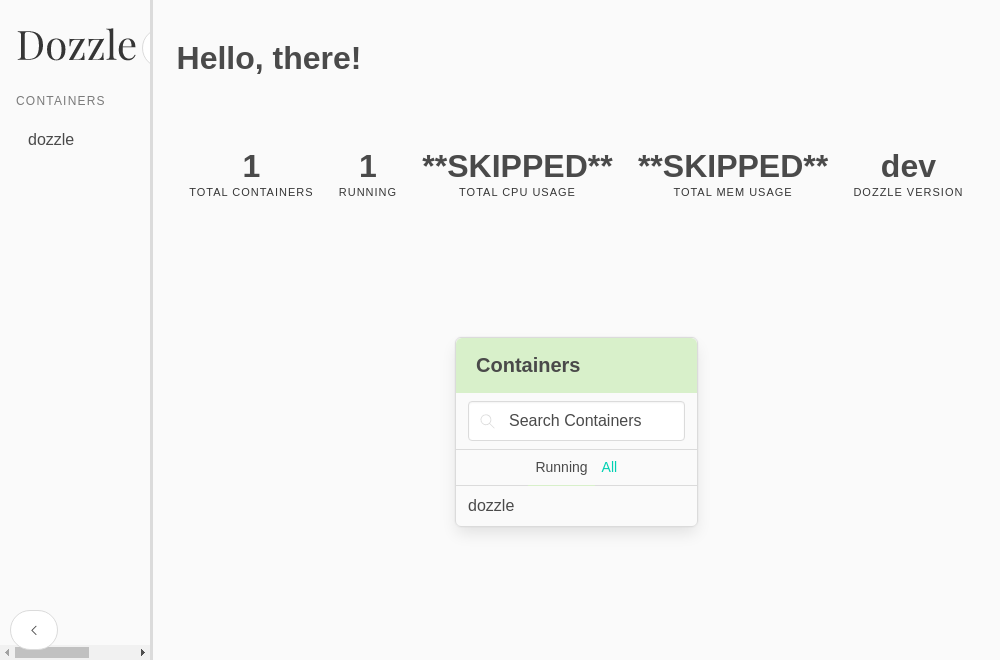 Dozzle
CONTAINERS
dozzle
Hello, there!
1
TOTAL CONTAINERS
1
RUNNING
**SKIPPED**
TOTAL CPU USAGE
**SKIPPED**
TOTAL MEM USAGE
dev
DOZZLE VERSION
Containers
Search Containers
Running All
dozzle